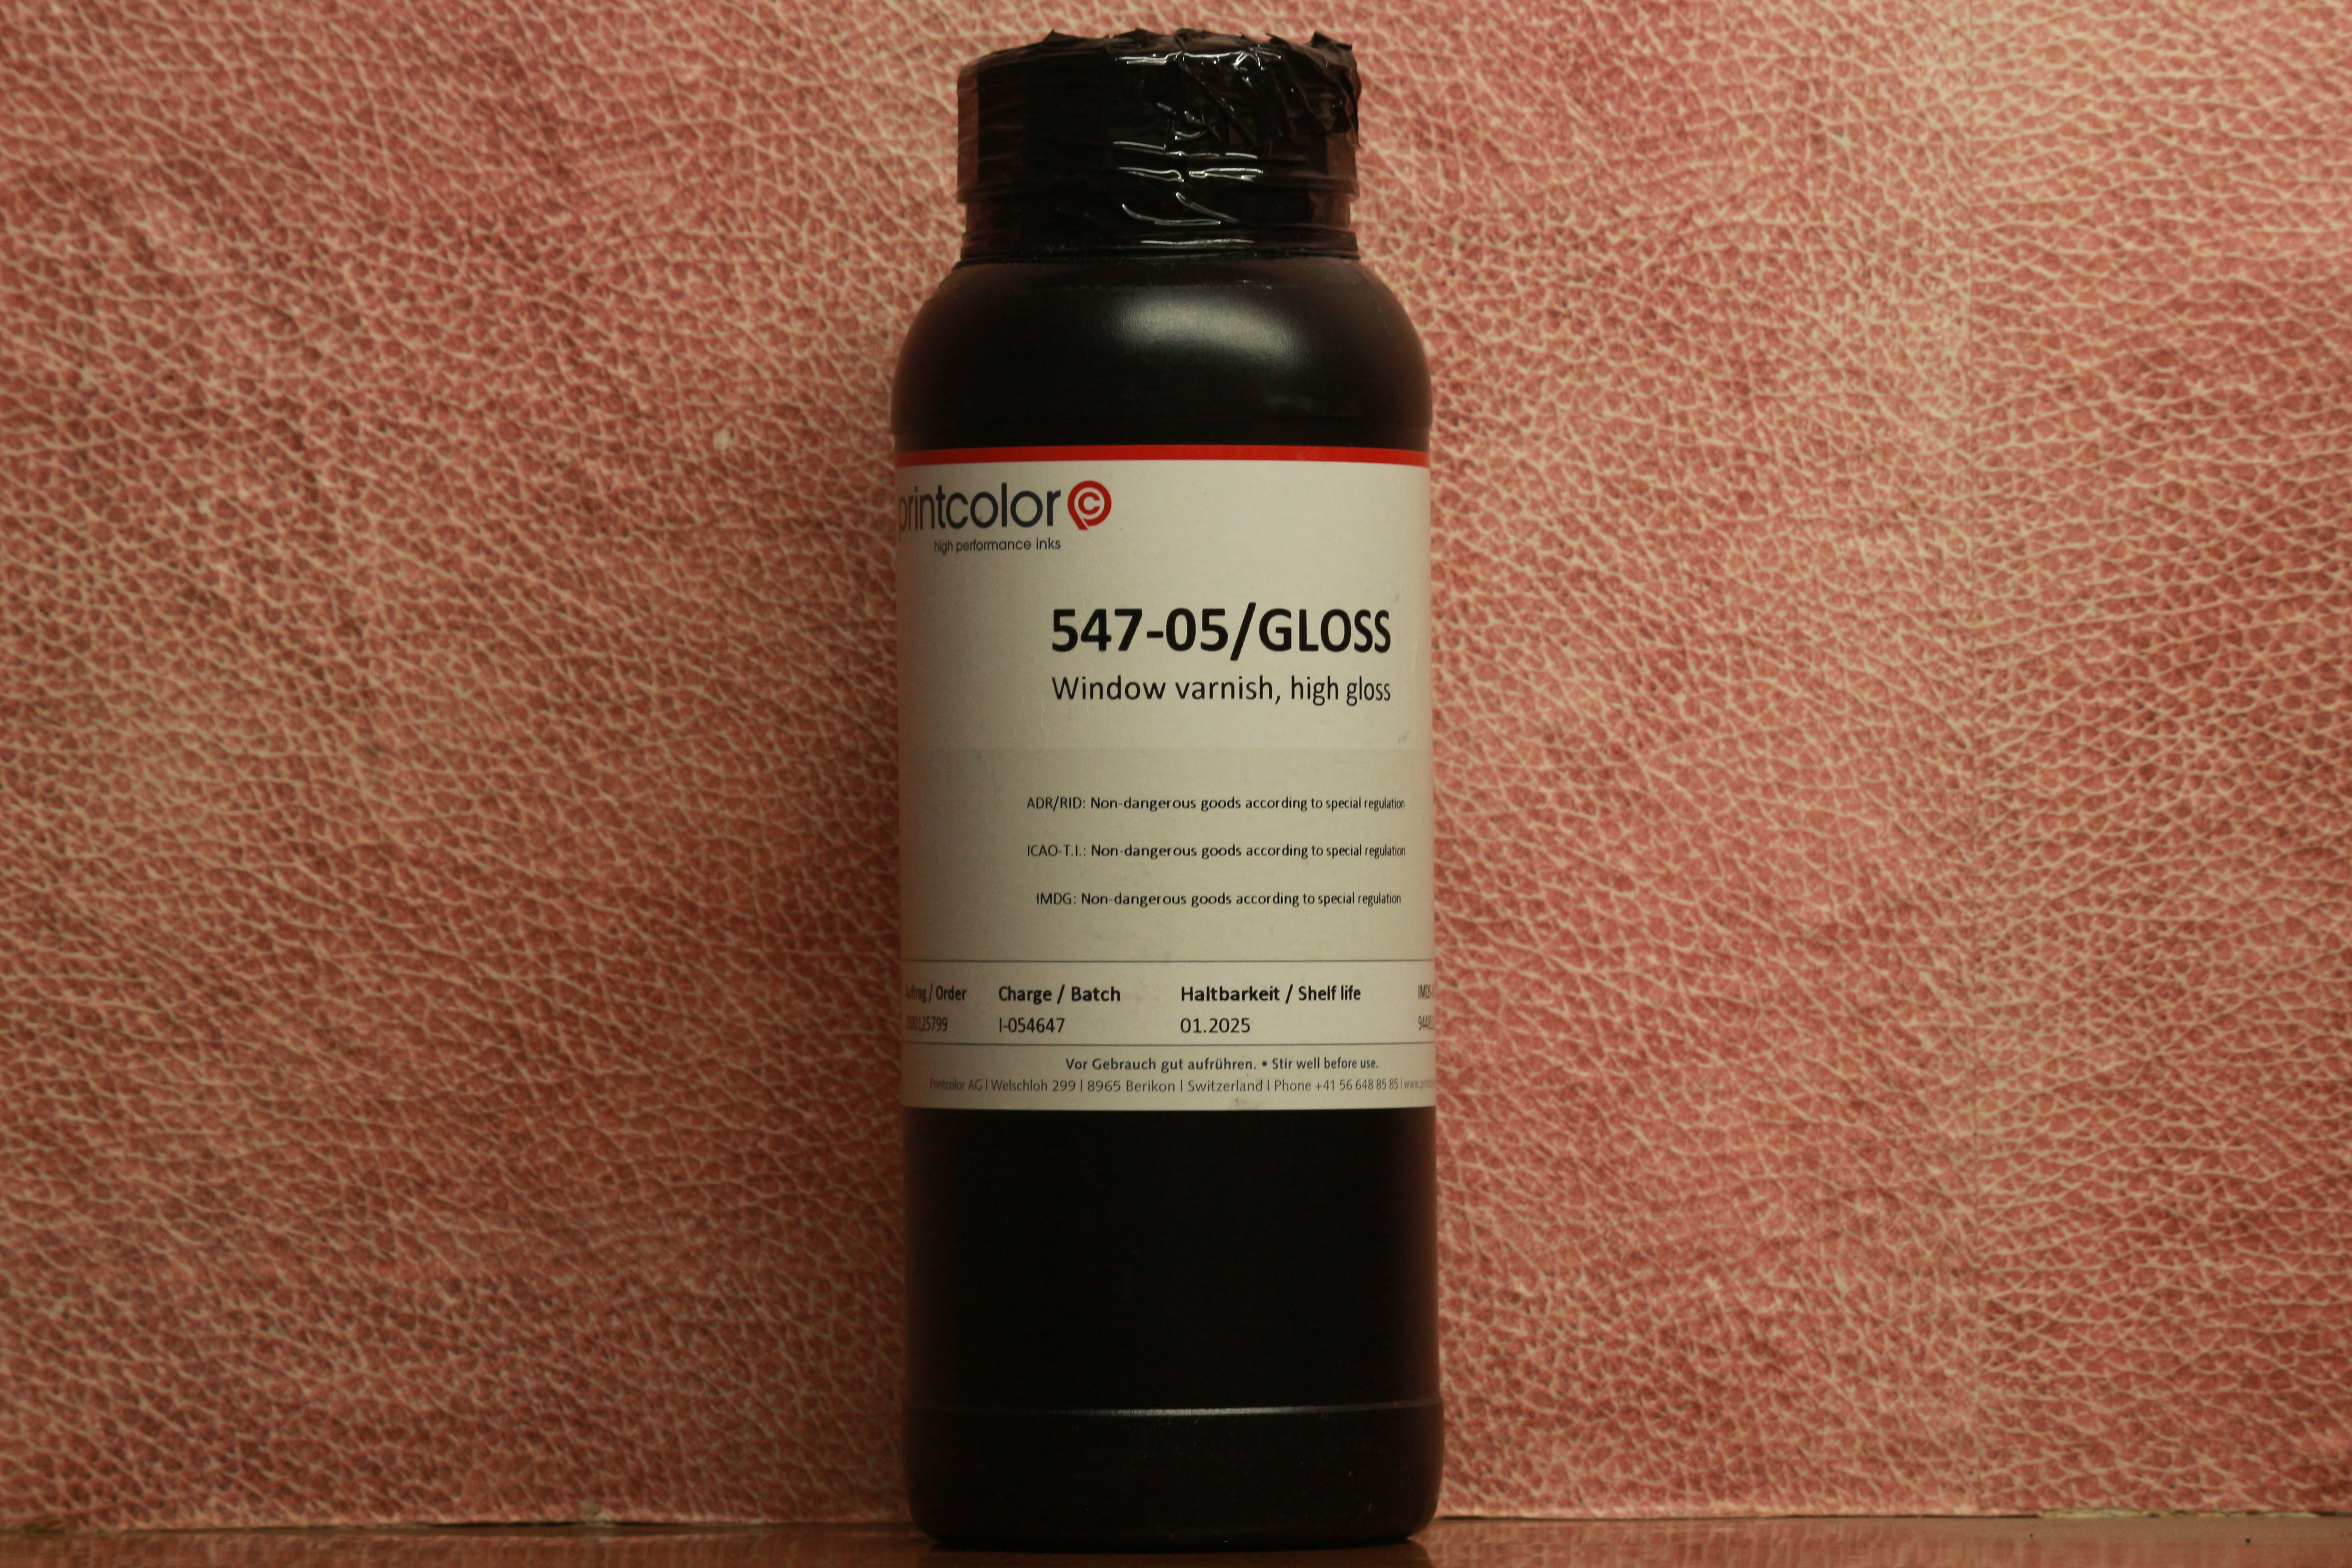 printcolor
high performance inks
547-05/GLOSS
Window varnish, high gloss
ADR/RID: Non-dangerous goods according to special regulation
ICAO-T.I.: Non-dangerous goods according to special regulation
IMDG: Non-dangerous goods according to special regulation
/ Order Charge / Batch Haltbarkeit / Shelf life
I-054647 01.2025
Vor Gebrauch gut aufrühren. • Stir well before use.
Printcolor AG | Welschloh 299 | 8965 Berikon | Switzerland | Phone +41 56 648 85 85 |